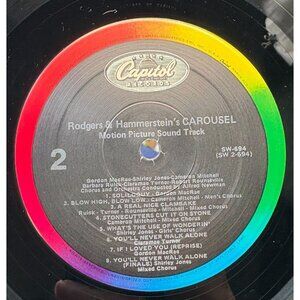 Capitol
RECORDS
Rodgers & Hammerstein's CAROUSEL
Motion Picture Sound Track
2
SW-694
(SW 2-694)
Gordon MacRae-Shirley Jones-Cameron Mitchell
Barbara Ruick-Claramae Turner-Robert Rounseville
Chorus and Orchestra Conducted by Alfred Newman
1. SOLILOQUY - Gordon MacRae
2. BLOW HIGH, BLOW LOW - Cameron Mitchell - Men's Chorus
3. A REAL NICE CLAMBAKE
Ruick - Turner - Rounseville - Mitchell - Mixed Chorus
4. STONECUTTERS CUT IT ON STONE
Cameron Mitchell - Mixed Chorus
5. WHAT'S THE USE OF WONDERIN'
Shirley Jones - Girls' Chorus
6. YOU'LL NEVER WALK ALONE
Claramae Turner
7. IF I LOVED YOU (REPRISE)
Gordon MacRae
8. YOU'LL NEVER WALK ALONE
(FINALE) Shirley Jones
Mixed Chorus